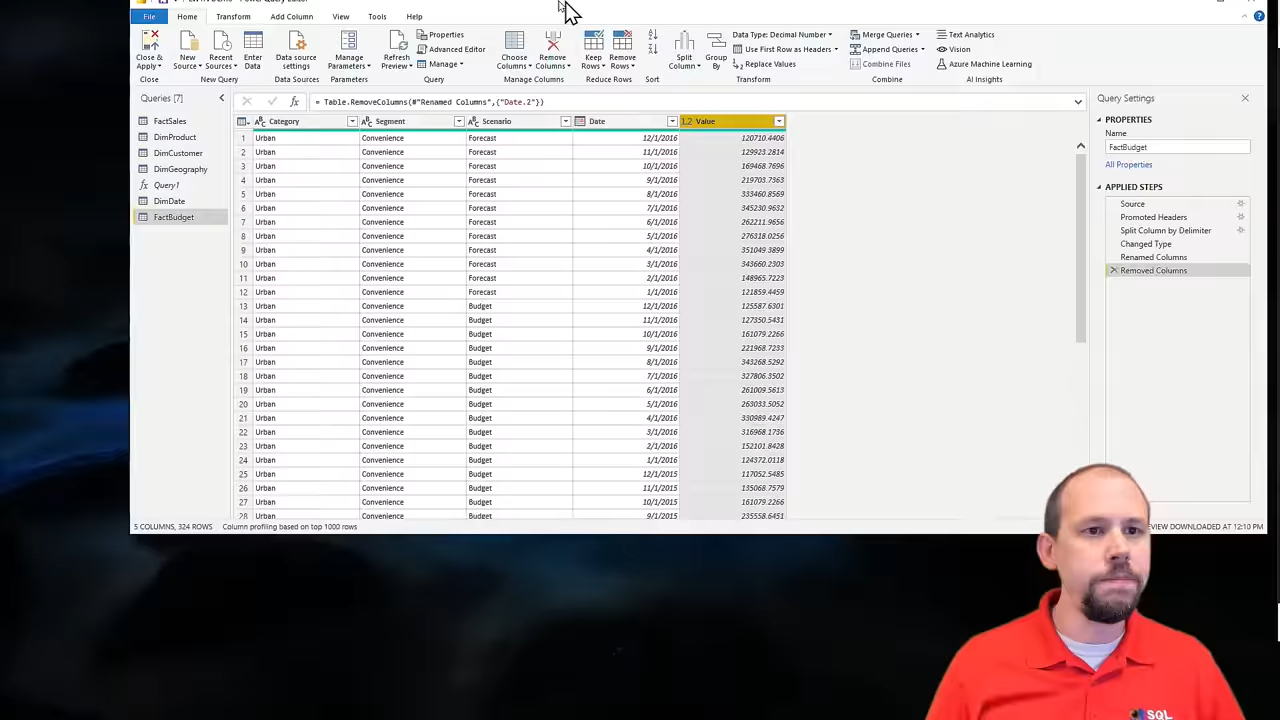 Power Query Editor
File Home Transform Add Column View Tools Help
Close & Apply New Source Recent Sources Enter Data Data source settings Manage Parameters Refresh Preview Properties Advanced Editor Manage Choose Columns Remove Columns Keep Rows Remove Rows Split Column Group By Data Type: Decimal Number Use First Row as Headers Replace Values Merge Queries Append Queries Combine Files Text Analytics Vision Azure Machine Learning
Close New Query Data Sources Parameters Query Manage Columns Reduce Rows Sort Transform Combine AI Insights
Queries [7]
FactSales
DimProduct
DimCustomer
DimGeography
fx Query1
DimDate
FactBudget
fx = Table.RemoveColumns(#"Renamed Columns",{"Date.2"})
Category Segment Scenario Date 1.2 Value
1 Urban Convenience Forecast 12/1/2016 120710.4406
2 Urban Convenience Forecast 11/1/2016 129923.2814
3 Urban Convenience Forecast 10/1/2016 169468.7696
4 Urban Convenience Forecast 9/1/2016 219703.7363
5 Urban Convenience Forecast 8/1/2016 333460.8569
6 Urban Convenience Forecast 7/1/2016 345230.9632
7 Urban Convenience Forecast 6/1/2016 262211.9656
8 Urban Convenience Forecast 5/1/2016 276318.0256
9 Urban Convenience Forecast 4/1/2016 351049.3899
10 Urban Convenience Forecast 3/1/2016 343660.2303
11 Urban Convenience Forecast 2/1/2016 148965.7223
12 Urban Convenience Forecast 1/1/2016 121859.4459
13 Urban Convenience Budget 12/1/2016 125587.6301
14 Urban Convenience Budget 11/1/2016 127350.5431
15 Urban Convenience Budget 10/1/2016 161079.2266
16 Urban Convenience Budget 9/1/2016 221968.7233
17 Urban Convenience Budget 8/1/2016 343268.5292
18 Urban Convenience Budget 7/1/2016 327806.3502
19 Urban Convenience Budget 6/1/2016 261009.5613
20 Urban Convenience Budget 5/1/2016 263033.5052
21 Urban Convenience Budget 4/1/2016 330989.4247
22 Urban Convenience Budget 3/1/2016 316968.1736
23 Urban Convenience Budget 2/1/2016 152101.8428
24 Urban Convenience Budget 1/1/2016 124372.0118
25 Urban Convenience Budget 12/1/2015 117052.5485
26 Urban Convenience Budget 11/1/2015 135068.7579
27 Urban Convenience Budget 10/1/2015 161079.2266
28 Urban Convenience Budget 9/1/2015 235558.6451
Query Settings
PROPERTIES
Name
FactBudget
All Properties
APPLIED STEPS
Source
Promoted Headers
Split Column by Delimiter
Changed Type
Renamed Columns
Removed Columns
5 COLUMNS, 324 ROWS Column profiling based on top 1000 rows
EVIEW DOWNLOADED AT 12:10 PM
SQL